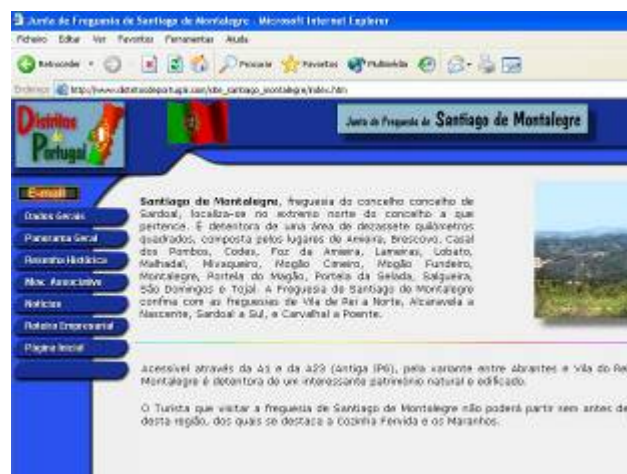 Junta de Freguesia de Santiago de Montalegre - Microsoft Internet Explorer
Ficheiro Editar Ver Favoritos Ferramentas Ajuda
Retroceder Procurar Favoritos Multimédia
Endereço
Distritos de Portugal
Junta de Freguesia de Santiago de Montalegre
E-mail
Dados Gerais
Panorama Geral
Resenha Histórica
Mov. Associativo
Notícias
Roteiro Empresarial
Página Inicial
Santiago de Montalegre, freguesia do concelho concelho de
Sardoal, localiza-se no extremo norte do concelho a que
pertence. É detentora de uma área de dezassete quilómetros
quadrados, composta pelos lugares de Amieira, Brescovo, Casal
dos Pombos, Codes, Foz da Amieira, Lameiras, Lobato,
Malhadal, Mivaqueiro, Mogão Cimeiro, Mogão Fundeiro,
Montalegre, Portela do Magão, Portela da Selada, Salgueira,
São Domingos e Tojal. A Freguesia de Santiago de Montalegre
confina com as freguesias de Vila de Rei a Norte, Alcaravela a
Nascente, Sardoal a Sul, e Carvalhal a Poente.
Acessível através da A1 e da A23 (Antiga IP6), pela variante entre Abrantes e Vila do Rei
Montalegre é detentora de um interessante património natural e edificado.
O Turista que visitar a freguesia de Santiago de Montalegre não poderá partir sem antes de
desta região, dos quais se destaca a Cozinha Fervida e os Maranhos.